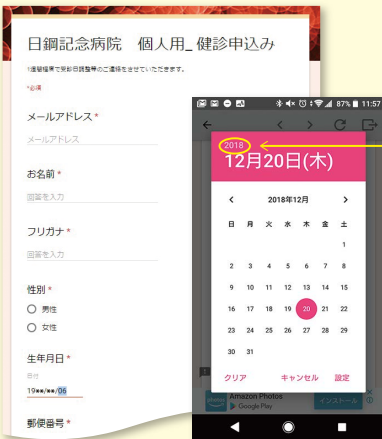 日鋼記念病院　個人用_ 健診申込み
*1週間程度で受診日調整等のご連絡をさせていただきます。
*必須
メールアドレス *
メールアドレス
お名前 *
回答を入力
フリガナ *
回答を入力
性別 *
男性
女性
生年月日 *
日付
19**/**/06
郵便番号 *
87% 11:57
2018
12月20日(木)
2018年12月
日 月 火 水 木 金 土
1
2 3 4 5 6 7 8
9 10 11 12 13 14 15
16 17 18 19 20 21 22
23 24 25 26 27 28 29
30 31
クリア キャンセル 設定
Amazon Photos
Google Play
インストール